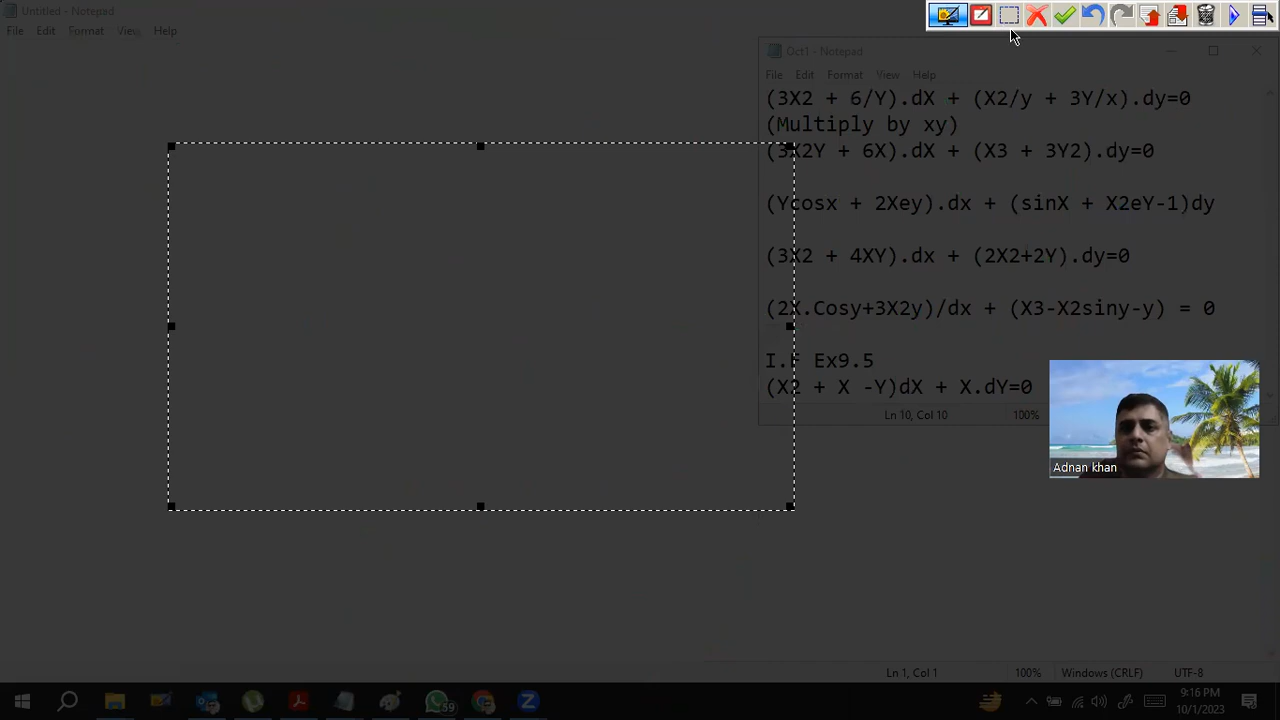 Untitled - Notepad
File Edit Format View Help
Oct1 - Notepad
File Edit Format View Help
(3X2 + 6/Y).dX + (X2/y + 3Y/x).dy=0
(Multiply by xy)
(3X2Y + 6X).dX + (X3 + 3Y2).dy=0
(Ycosx + 2Xey).dx + (sinX + X2eY-1)dy
(3X2 + 4XY).dx + (2X2+2Y).dy=0
(2X.Cosy+3X2y)/dx + (X3-X2siny-y) = 0
I.F Ex9.5
(X2 + X -Y)dX + X.dY=0
Ln 10, Col 10 100%
Adnan khan
Ln 1, Col 1 100% Windows (CRLF) UTF-8
59
9:16 PM
10/1/2023